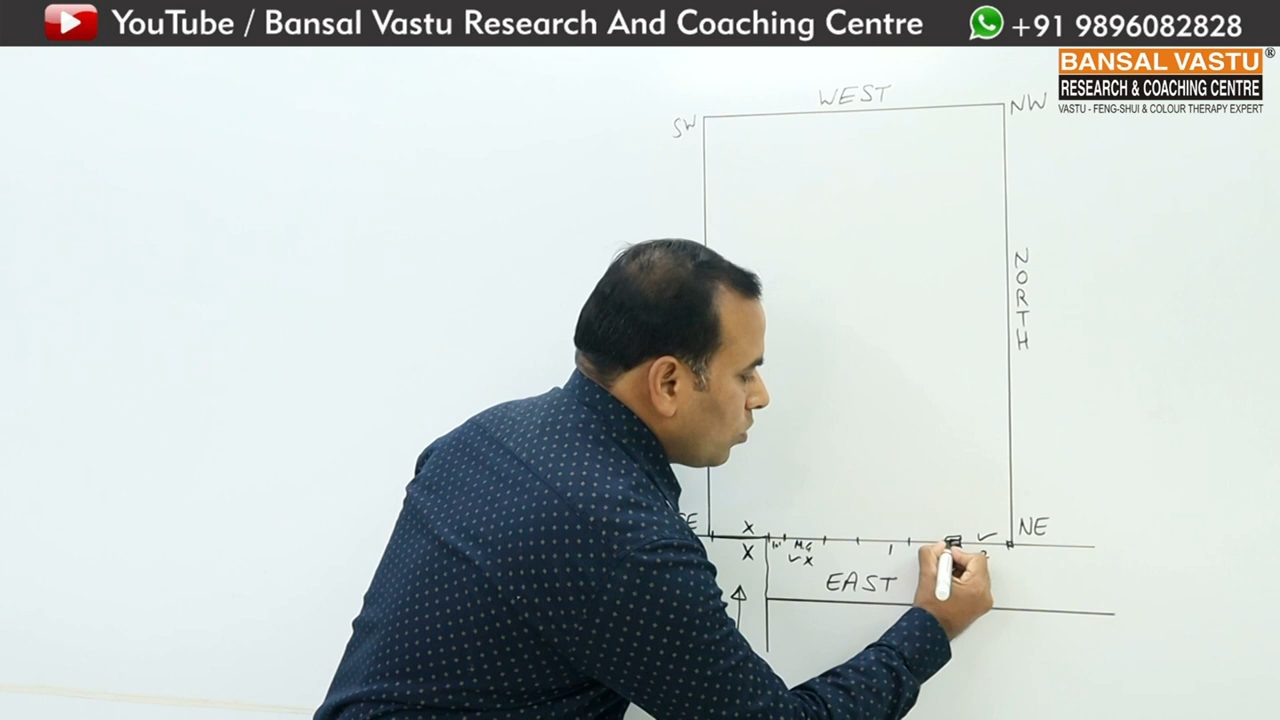 YouTube / Bansal Vastu Research And Coaching Centre
+91 9896082828
BANSAL VASTU®
RESEARCH & COACHING CENTRE
VASTU - FENG-SHUI & COLOUR THERAPY EXPERT
WEST
SW
NW
NORTH
NE
X
✓
M.G
1
X
✓ X
EAST